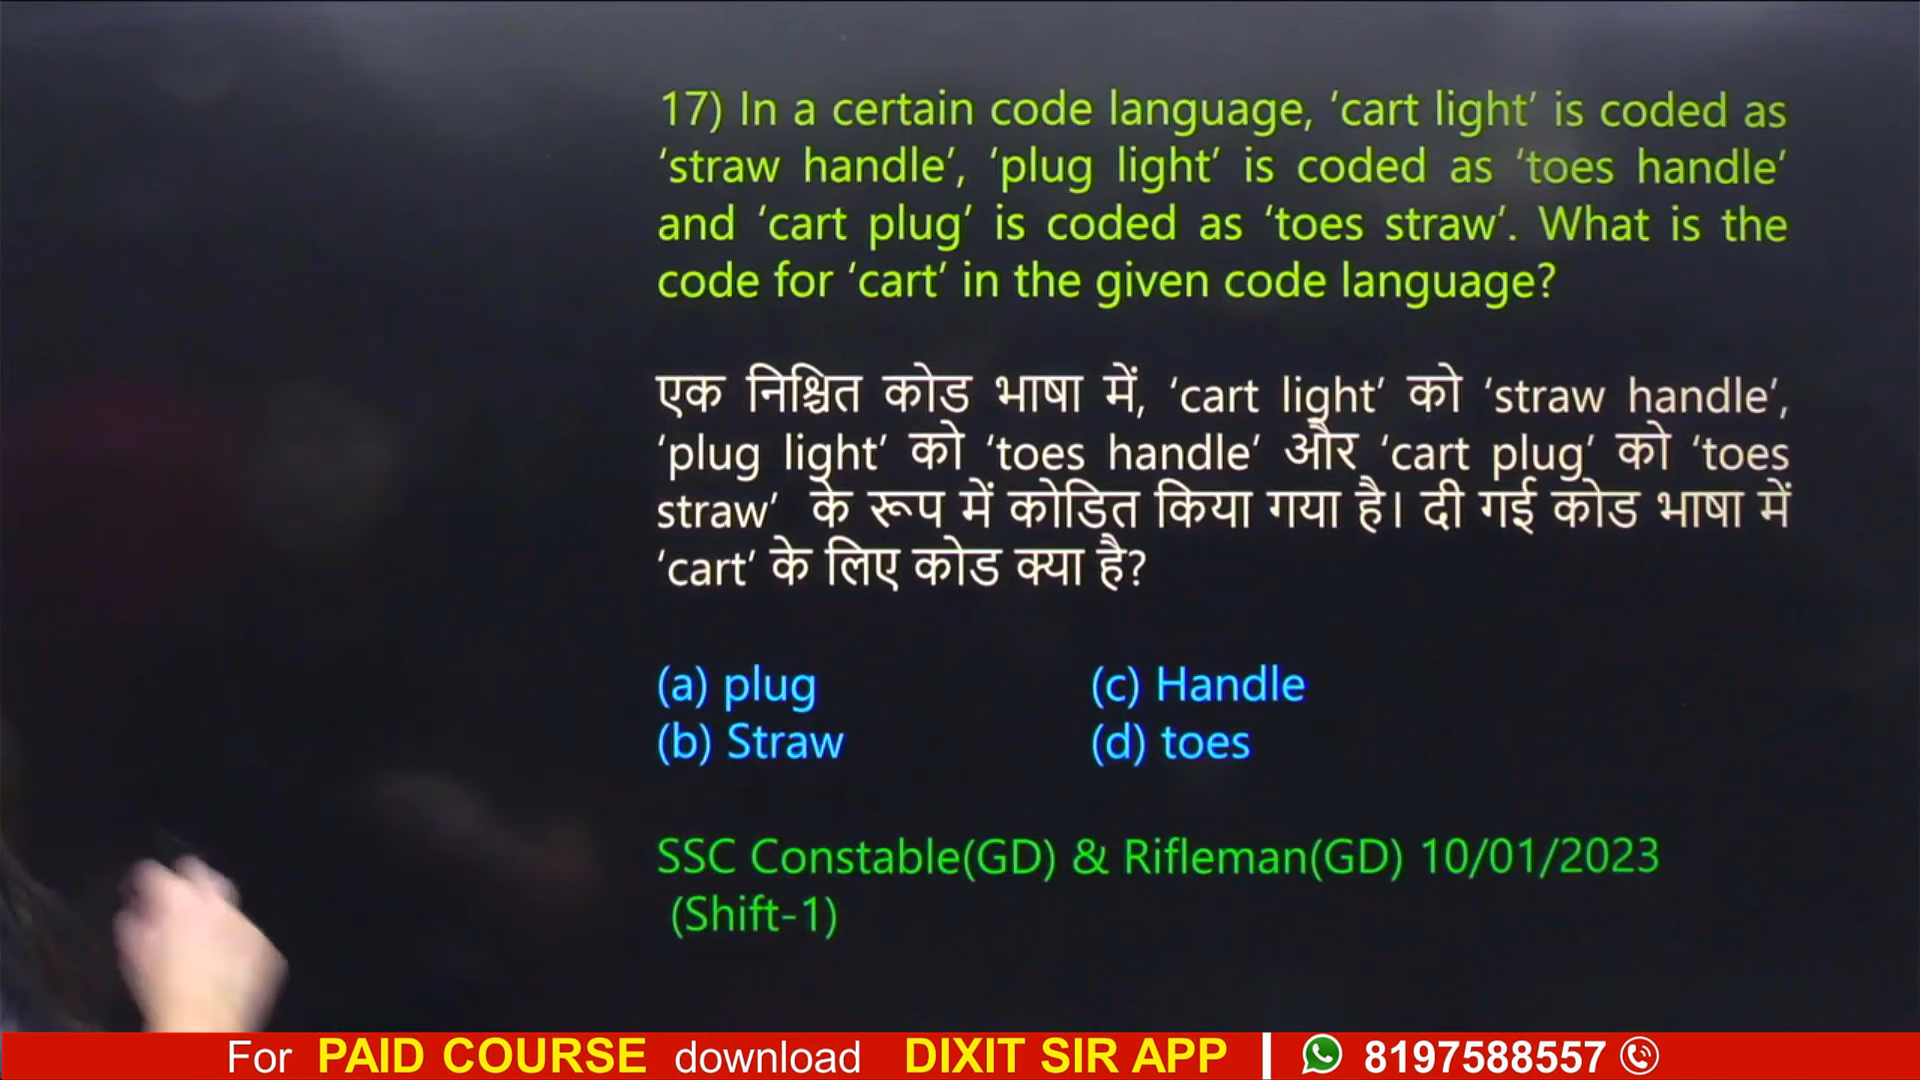 17) In a certain code language, ‘cart light’ is coded as
‘straw handle’, ‘plug light’ is coded as ‘toes handle’
and ‘cart plug’ is coded as ‘toes straw’. What is the
code for ‘cart’ in the given code language?
एक निश्चित कोड भाषा में, ‘cart light’ को ‘straw handle’,
‘plug light’ को ‘toes handle’ और ‘cart plug’ को ‘toes
straw’ के रूप में कोडित किया गया है। दी गई कोड भाषा में
‘cart’ के लिए कोड क्या है?
(a) plug (c) Handle
(b) Straw (d) toes
SSC Constable(GD) & Rifleman(GD) 10/01/2023
(Shift-1)
For PAID COURSE download DIXIT SIR APP | 8197588557